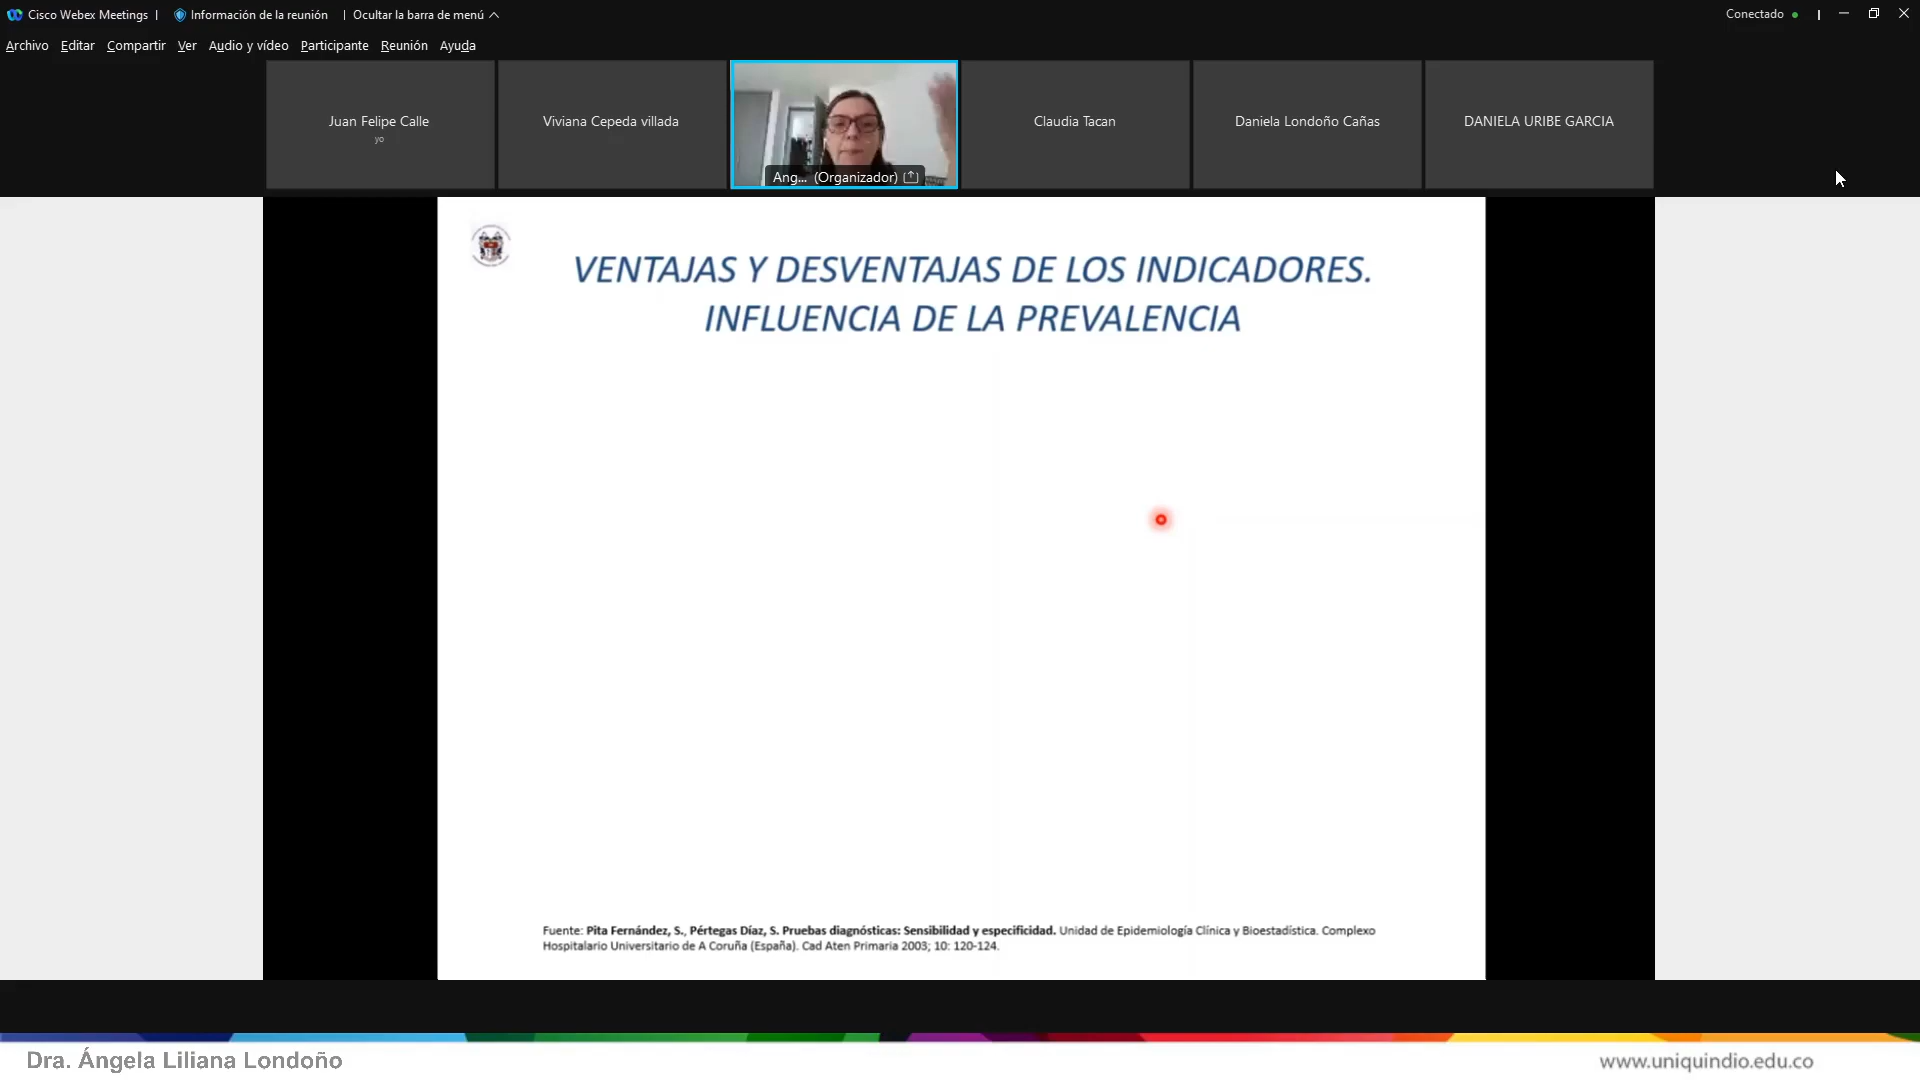 Cisco Webex Meetings | Información de la reunión | Ocultar la barra de menú
Conectado
Archivo Editar Compartir Ver Audio y vídeo Participante Reunión Ayuda
Juan Felipe Calle
yo
Viviana Cepeda villada
Ang... (Organizador)
Claudia Tacan
Daniela Londoño Cañas
DANIELA URIBE GARCIA
VENTAJAS Y DESVENTAJAS DE LOS INDICADORES.
INFLUENCIA DE LA PREVALENCIA
Fuente: Pita Fernández, S., Pértegas Díaz, S. Pruebas diagnósticas: Sensibilidad y especificidad. Unidad de Epidemiología Clínica y Bioestadística. Complexo
Hospitalario Universitario de A Coruña (España). Cad Aten Primaria 2003; 10: 120-124.
Dra. Ángela Liliana Londoño
www.uniquindio.edu.co